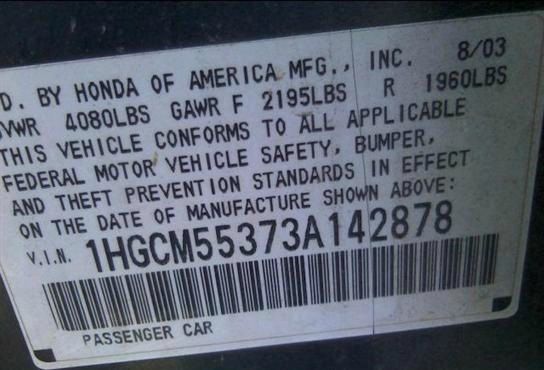 D. BY HONDA OF AMERICA MFG., INC. 8/03
VWR 4080LBS GAWR F 2195LBS R 1960LBS
THIS VEHICLE CONFORMS TO ALL APPLICABLE
FEDERAL MOTOR VEHICLE SAFETY, BUMPER,
AND THEFT PREVENTION STANDARDS IN EFFECT
ON THE DATE OF MANUFACTURE SHOWN ABOVE:
V.I.N. 1HGCM55373A142878
PASSENGER CAR